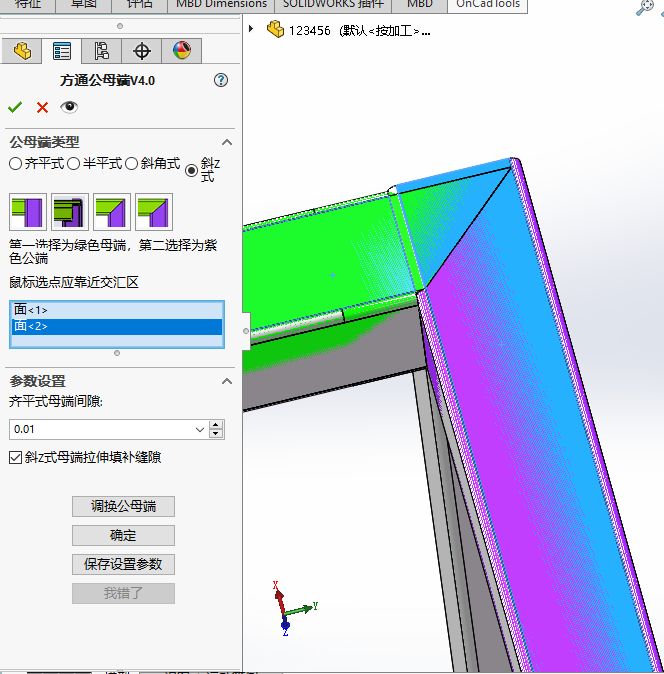 特征 草图 评估 MBD Dimensions SOLIDWORKS 插件 MBD OnCadTools
123456 (默认<按加工>...
方通公母端V4.0
公母端类型
齐平式 半平式 斜角式 斜z
式
第一选择为绿色母端，第二选择为紫
色公端
鼠标选点应靠近交汇区
面<1>
面<2>
参数设置
齐平式母端间隙:
0.01
斜z式母端拉伸填补缝隙
调换公母端
确定
保存设置参数
我错了
X
Y
Z